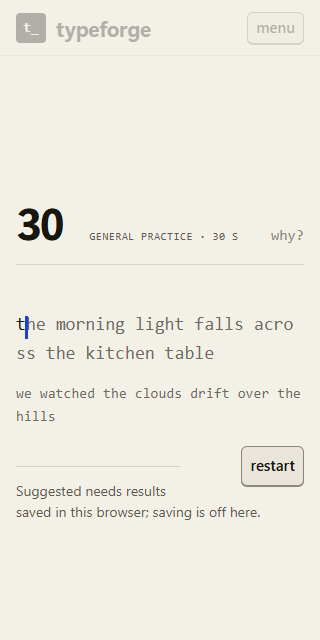 t_ typeforge menu
30 GENERAL PRACTICE · 30 S why?
the morning light falls acro
ss the kitchen table
we watched the clouds drift over the
hills
restart
Suggested needs results
saved in this browser; saving is off here.